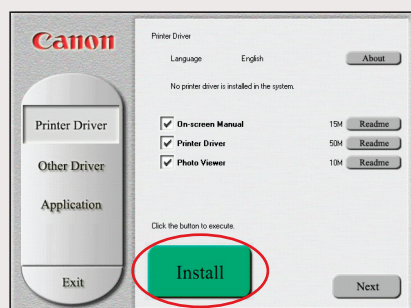 Canon
Printer Driver
Language English About
No printer driver is installed in the system.
Printer Driver
Other Driver
Application
Exit
On-screen Manual 15M Readme
Printer Driver 50M Readme
Photo Viewer 10M Readme
Click the button to execute.
Install
Next